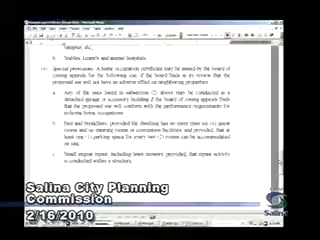 b. Stables, kennels and animal hospitals.
(4) Special provisions. A home occupation certificate may be issued by the board of
zoning appeals for the following use if the board finds in its review that the
proposed use will not have an adverse effect on neighboring properties
a. Any of the uses listed in subsection (2) above may be conducted in a
detached garage or accessory building if the board of zoning appeals finds
that the proposed use will conform with the performance requirements for
home occupations
b. Bed and breakfasts, provided the dwelling has no more than six guest
rooms and no meeting rooms or convention facilities, and provided, that at
least one (1) parking space for every two (2) rooms can be accommodated
on site.
c. Small engine repair, including lawn mowers, provided, that repair activity
is conducted within a structure.
Salina City Planning
Commission
2/16/2010
Salina